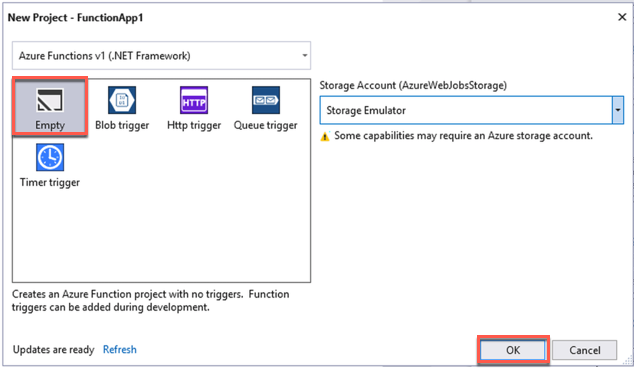 New Project - FunctionApp1
Azure Functions v1 (.NET Framework)
Empty
Blob trigger
HTTP
Http trigger
Queue trigger
Timer trigger
Storage Account (AzureWebJobsStorage)
Storage Emulator
Some capabilities may require an Azure storage account.
Creates an Azure Function project with no triggers. Function
triggers can be added during development.
Updates are ready Refresh
OK
Cancel